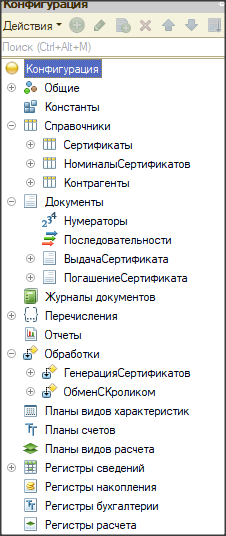 Конфигурация
Действия
Поиск (Ctrl+Alt+M)
Конфигурация
Общие
Константы
Справочники
Сертификаты
НоминалыСертификатов
Контрагенты
Документы
Нумераторы
Последовательности
ВыдачаСертификата
ПогашениеСертификата
Журналы документов
Перечисления
Отчеты
Обработки
ГенерацияСертификатов
ОбменСКроликом
Планы видов характеристик
Планы счетов
Планы видов расчета
Регистры сведений
Регистры накопления
Регистры бухгалтерии
Регистры расчета